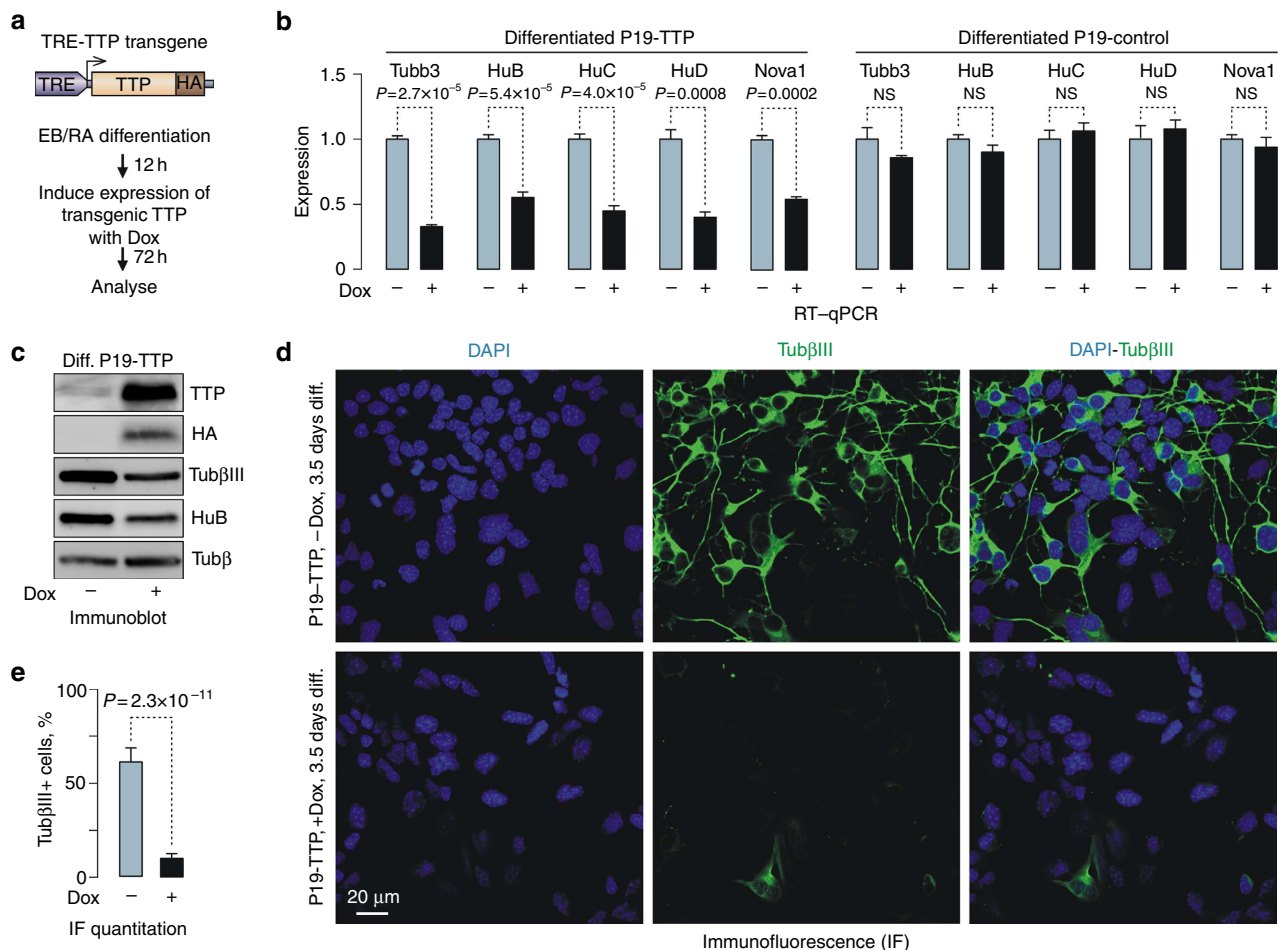 a
TRE-TTP transgene
TRE TTP HA
EB/RA differentiation
12 h
Induce expression of
transgenic TTP
with Dox
72 h
Analyse
b
Differentiated P19-TTP Differentiated P19-control
Tubb3 HuB HuC HuD Nova1 Tubb3 HuB HuC HuD Nova1
P=2.7×10⁻⁵ P=5.4×10⁻⁵ P=4.0×10⁻⁵ P=0.0008 P=0.0002 NS NS NS NS NS
Expression
1.5
1.0
0.5
0
Dox − + − + − + − + − + − + − + − + − + − +
RT–qPCR
c
Diff. P19-TTP
TTP
HA
TubβIII
HuB
Tubβ
Dox − +
Immunoblot
d
DAPI TubβIII DAPI-TubβIII
P19–TTP, –Dox, 3.5 days diff.
P19-TTP, +Dox, 3.5 days diff.
20 μm
Immunofluorescence (IF)
e
P=2.3×10⁻¹¹
TubβIII+ cells, %
100
50
0
Dox − +
IF quantitation